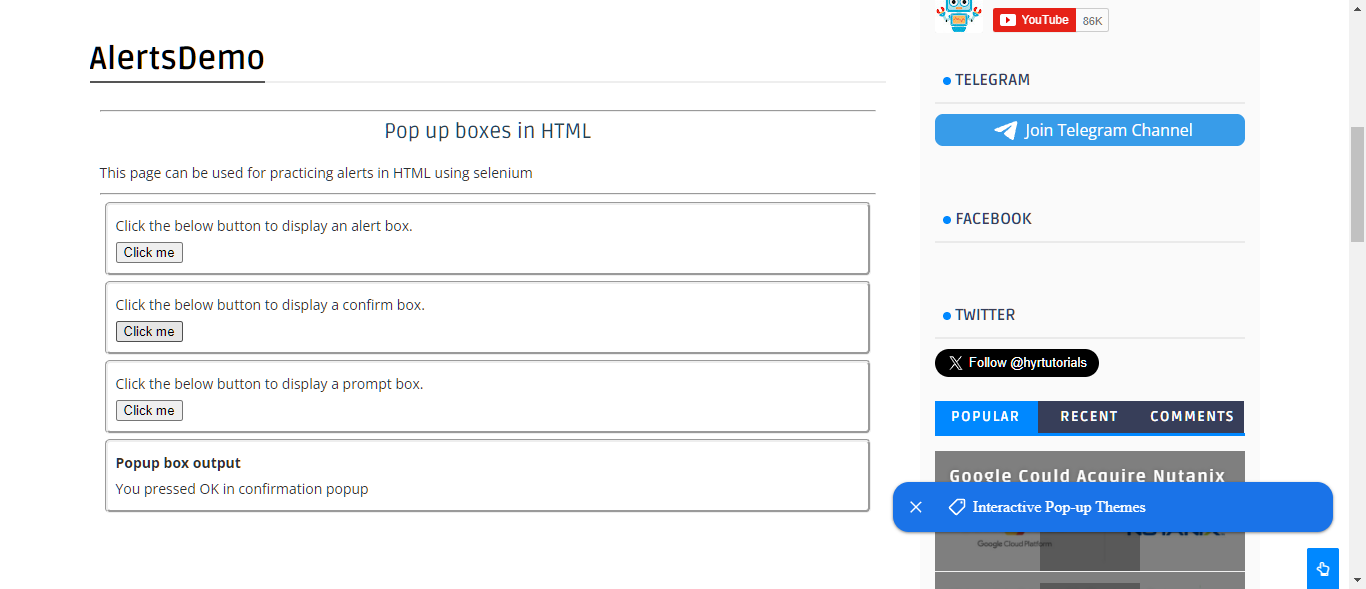 AlertsDemo
Pop up boxes in HTML
This page can be used for practicing alerts in HTML using selenium
Click the below button to display an alert box.
Click me
Click the below button to display a confirm box.
Click me
Click the below button to display a prompt box.
Click me
Popup box output
You pressed OK in confirmation popup
YouTube 86K
TELEGRAM
Join Telegram Channel
FACEBOOK
TWITTER
Follow @hyrtutorials
POPULAR RECENT COMMENTS
Google Could Acquire Nutanix
Interactive Pop-up Themes
Google Cloud Platform NUTANIX